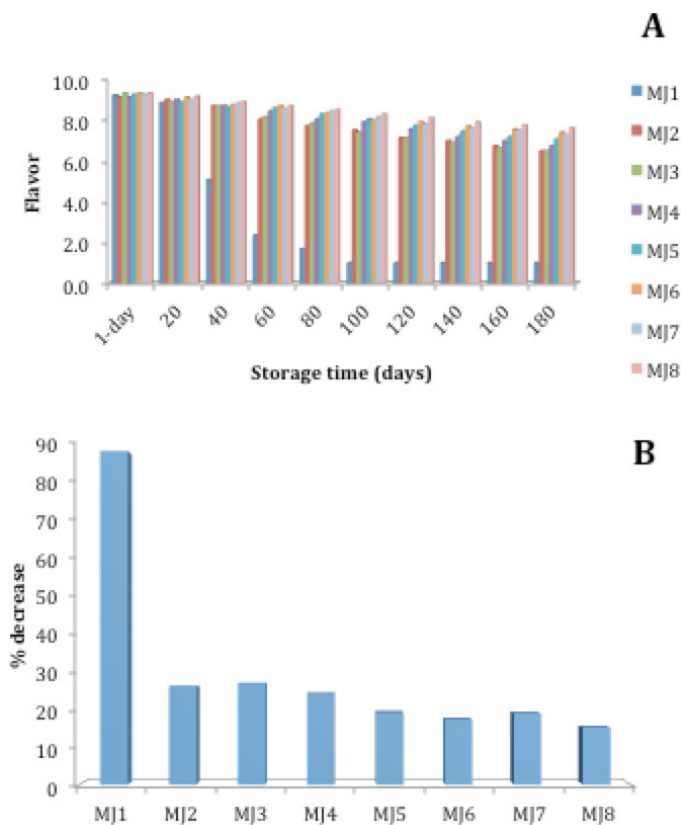 A
10.0
8.0
6.0
4.0
2.0
0.0
Flavor
1-day 20 40 60 80 100 120 140 160 180
Storage time (days)
MJ1
MJ2
MJ3
MJ4
MJ5
MJ6
MJ7
MJ8
B
90
80
70
60
50
40
30
20
10
0
% decrease
MJ1 MJ2 MJ3 MJ4 MJ5 MJ6 MJ7 MJ8